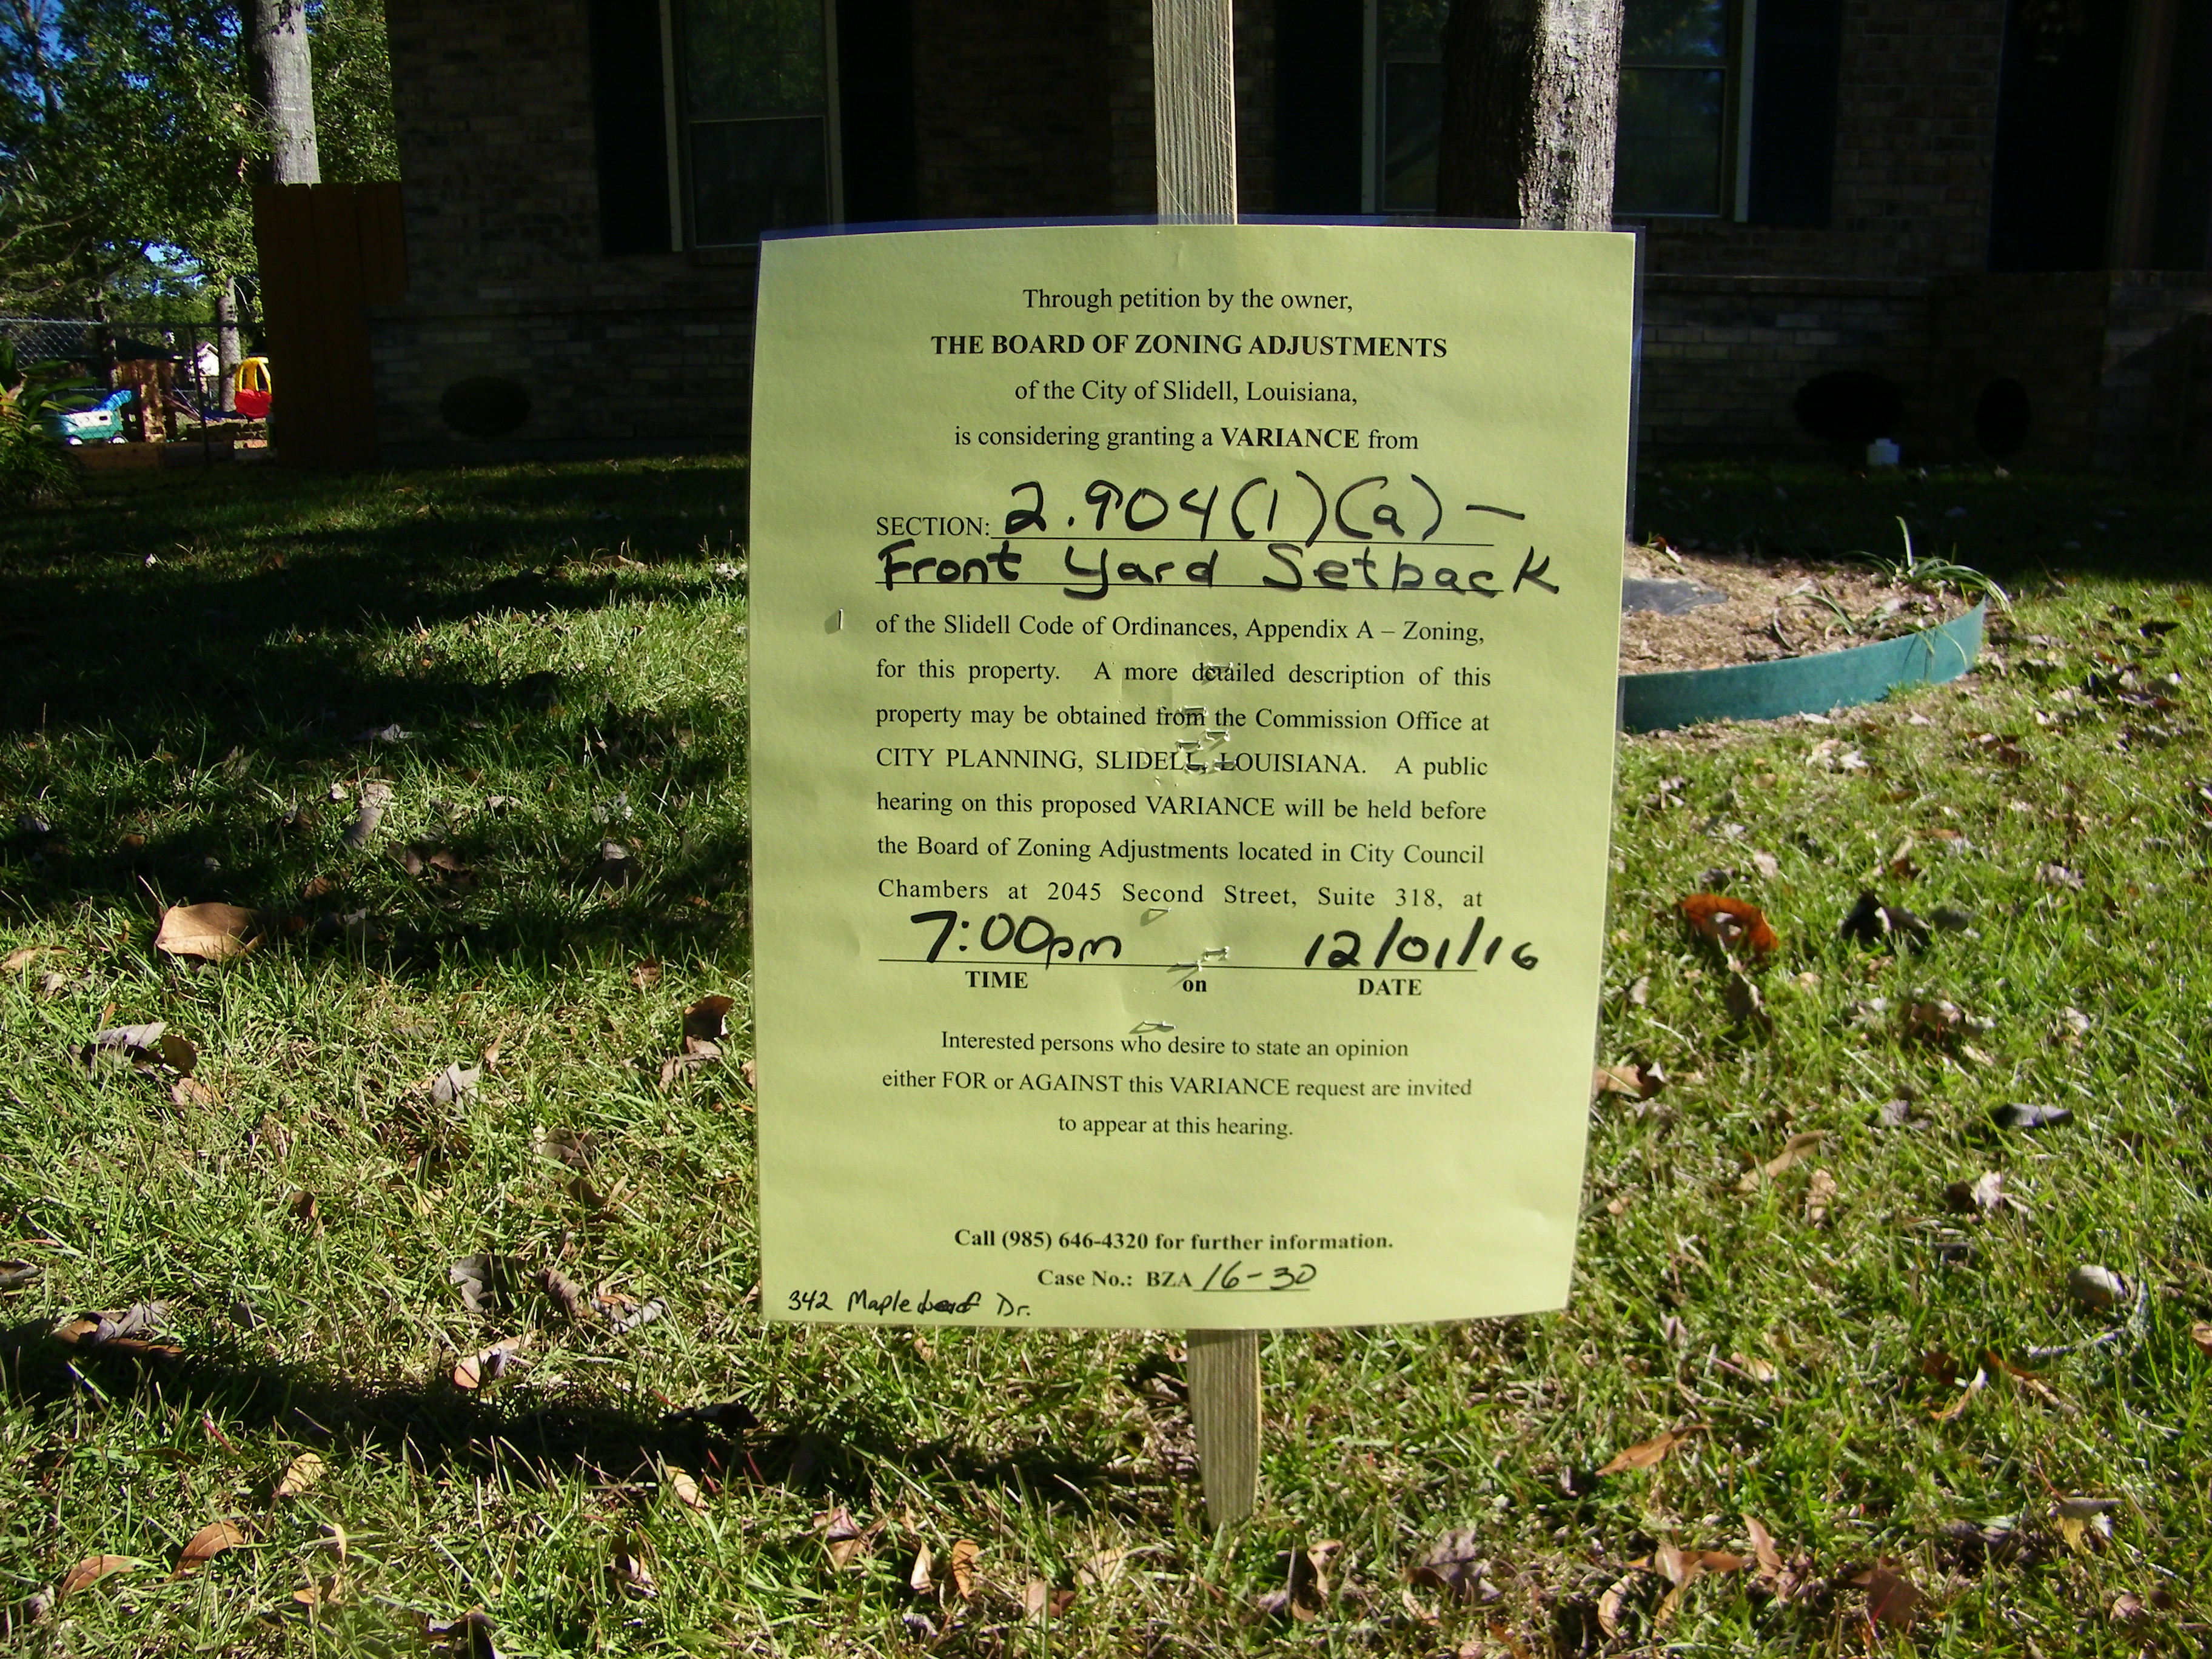 Through petition by the owner,
THE BOARD OF ZONING ADJUSTMENTS
of the City of Slidell, Louisiana,
is considering granting a VARIANCE from
SECTION: 2.904(1)(a) -
Front Yard Setback
of the Slidell Code of Ordinances, Appendix A – Zoning,
for this property. A more detailed description of this
property may be obtained from the Commission Office at
CITY PLANNING, SLIDELL, LOUISIANA. A public
hearing on this proposed VARIANCE will be held before
the Board of Zoning Adjustments located in City Council
Chambers at 2045 Second Street, Suite 318, at
7:00pm 12/01/16
TIME on DATE
Interested persons who desire to state an opinion
either FOR or AGAINST this VARIANCE request are invited
to appear at this hearing.
Call (985) 646-4320 for further information.
Case No.: BZA 16-30
342 Mapleleaf Dr.